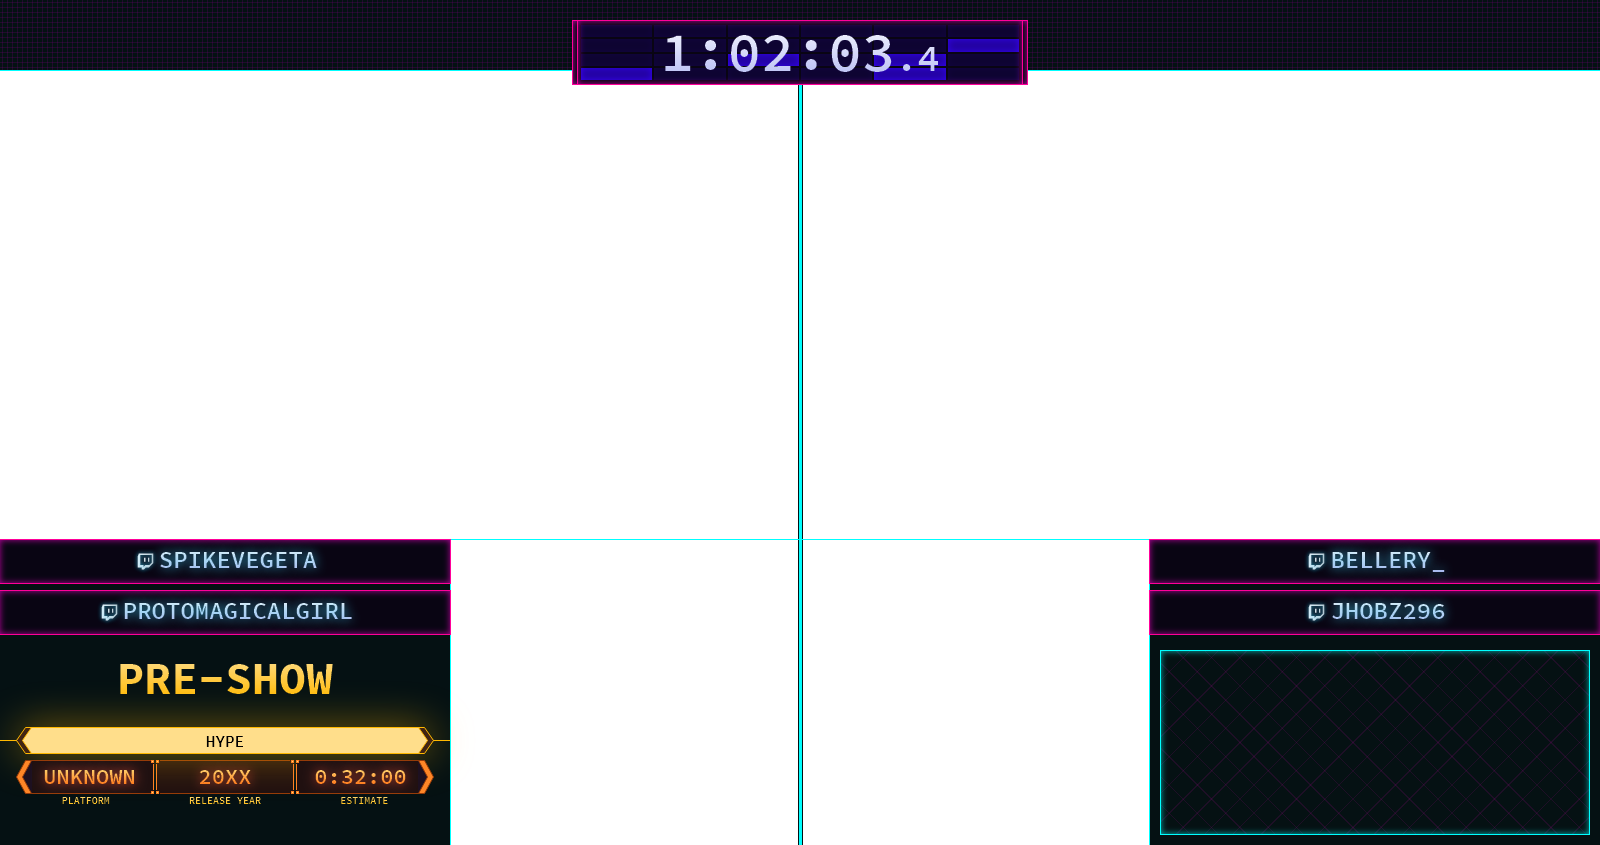 1:02:03.4
SPIKEVEGETA
BELLERY_
PROTOMAGICALGIRL
JHOBZ296
PRE-SHOW
HYPE
UNKNOWN 20XX 0:32:00
PLATFORM RELEASE YEAR ESTIMATE